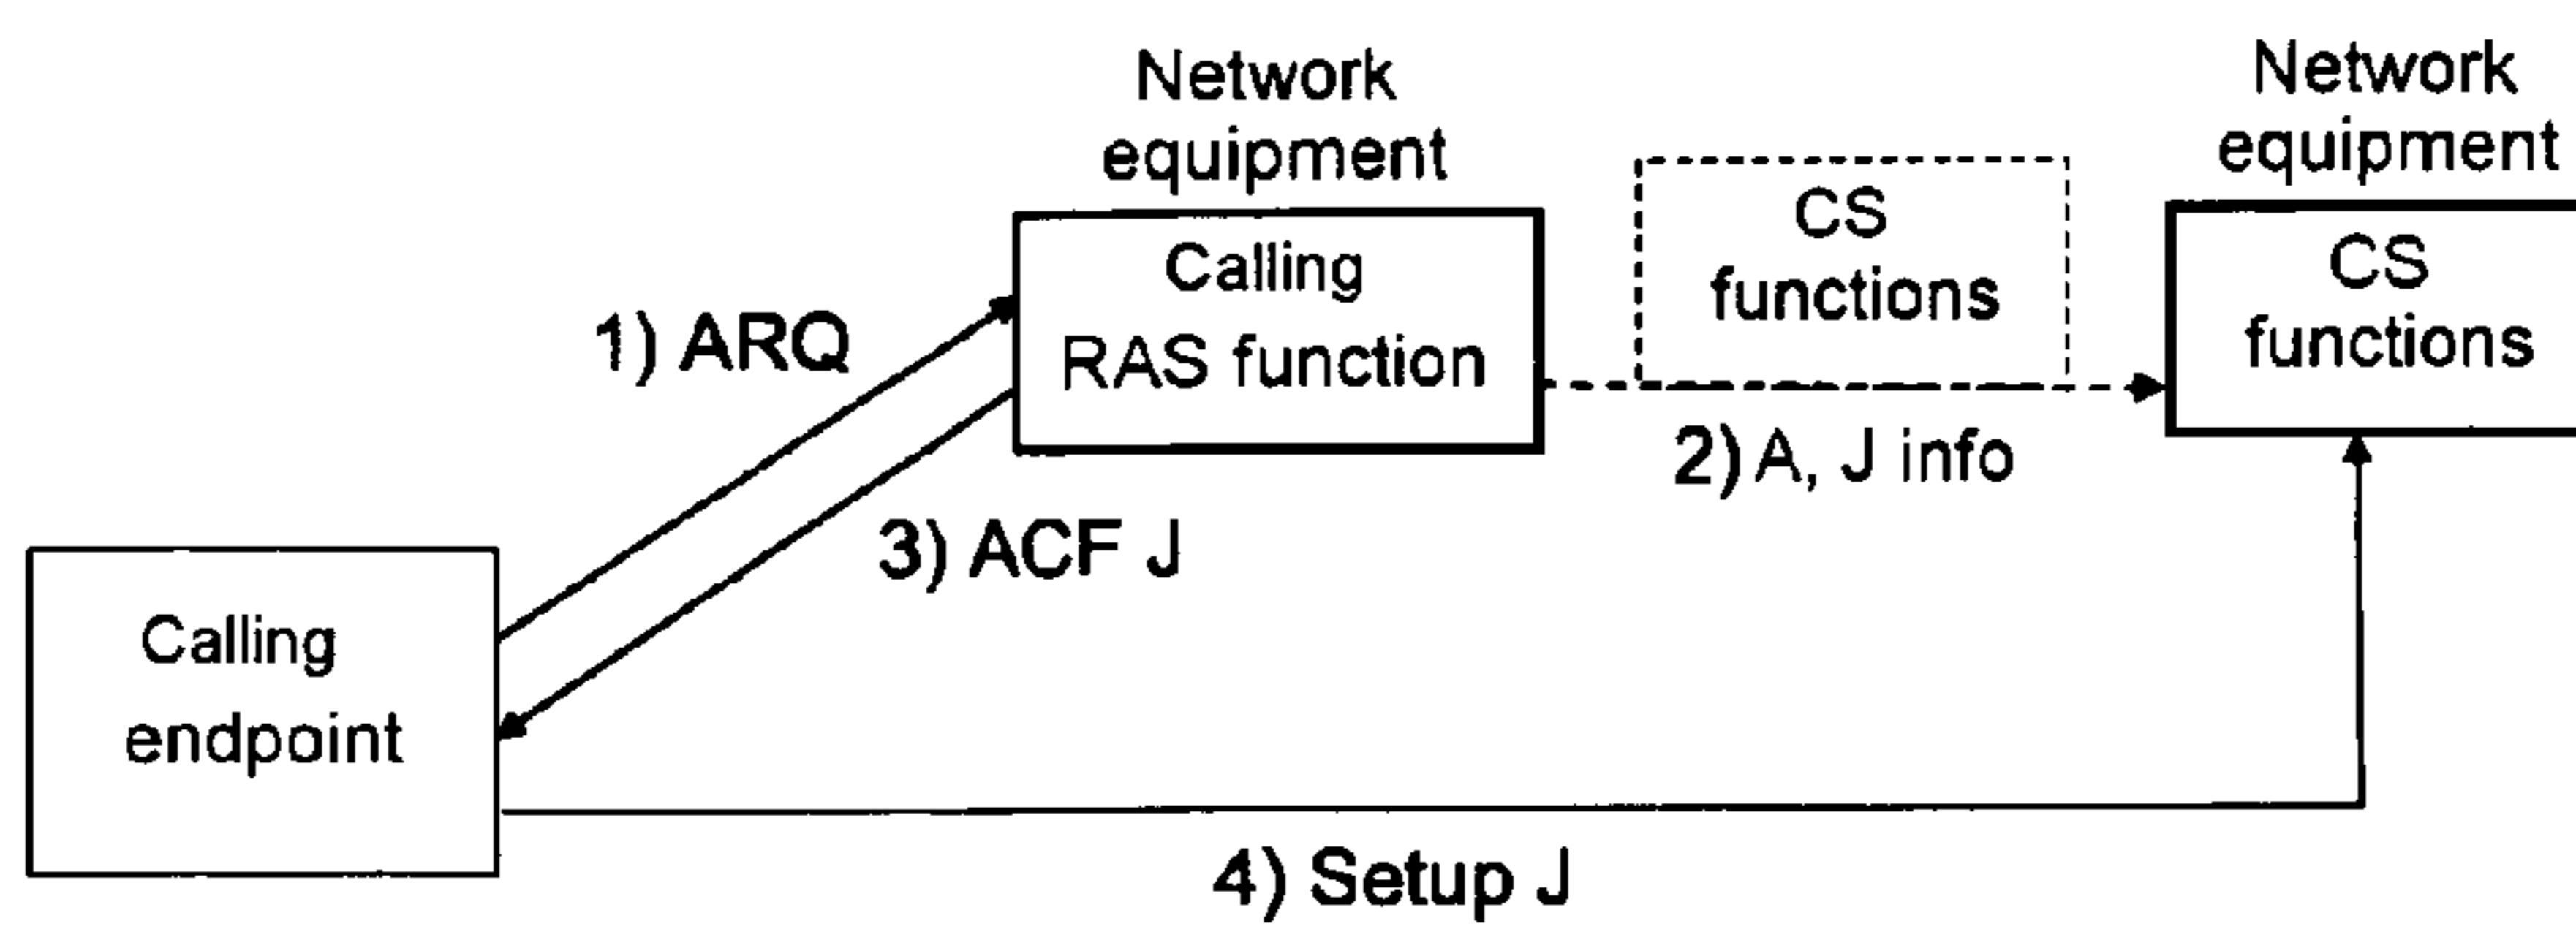 Network
equipment
Calling
RAS function
CS
functions
Network
equipment
CS
functions
1) ARQ
2) A, J info
3) ACF J
Calling
endpoint
4) Setup J